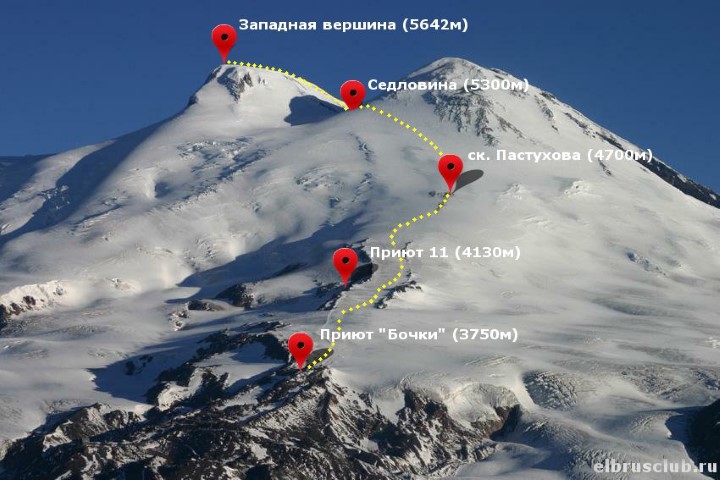 Западная вершина (5642м)
Седловина (5300м)
ск. Пастухова (4700м)
Приют 11 (4130м)
Приют "Бочки" (3750м)
elbrusclub.ru